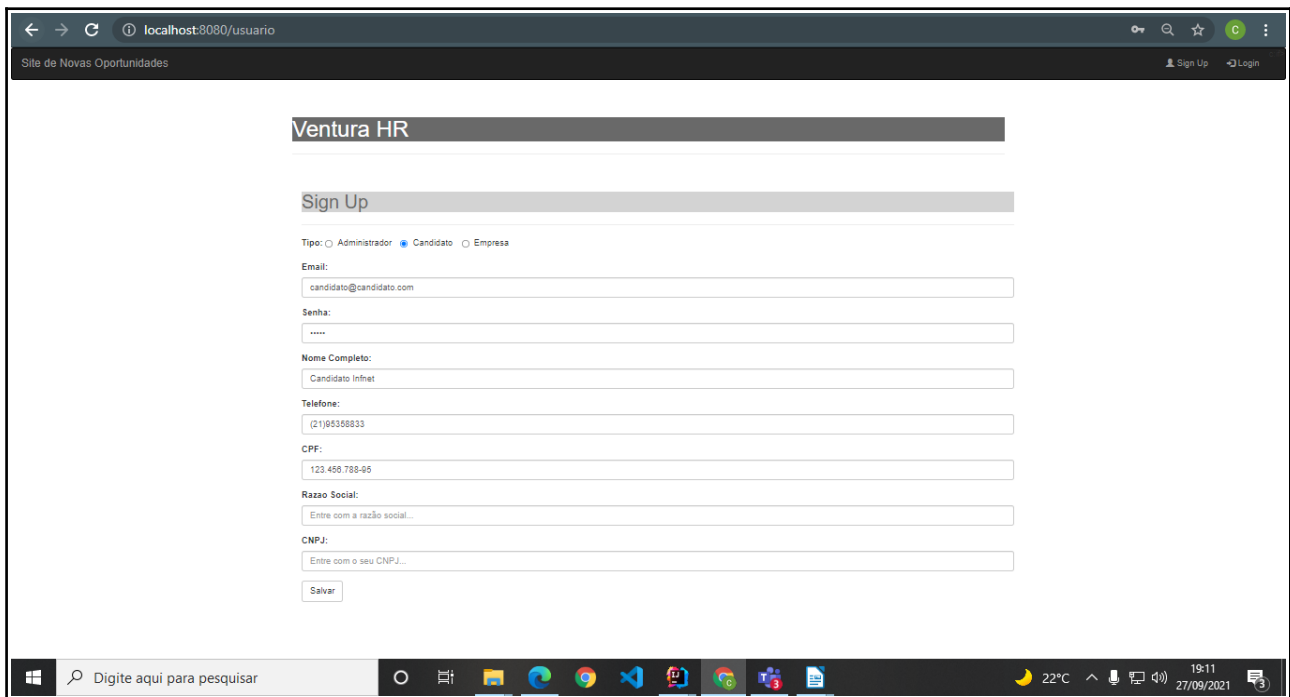 localhost:8080/usuario
C
Site de Novas Oportunidades
Sign Up
Login
Ventura HR
Sign Up
Tipo: Administrador Candidato Empresa
Email:
candidato@candidato.com
Senha:
•••••
Nome Completo:
Candidato Infnet
Telefone:
(21)95358833
CPF:
123.456.788-95
Razao Social:
Entre com a razão social...
CNPJ:
Entre com o seu CNPJ...
Salvar
Digite aqui para pesquisar
22°C
19:11
27/09/2021
3